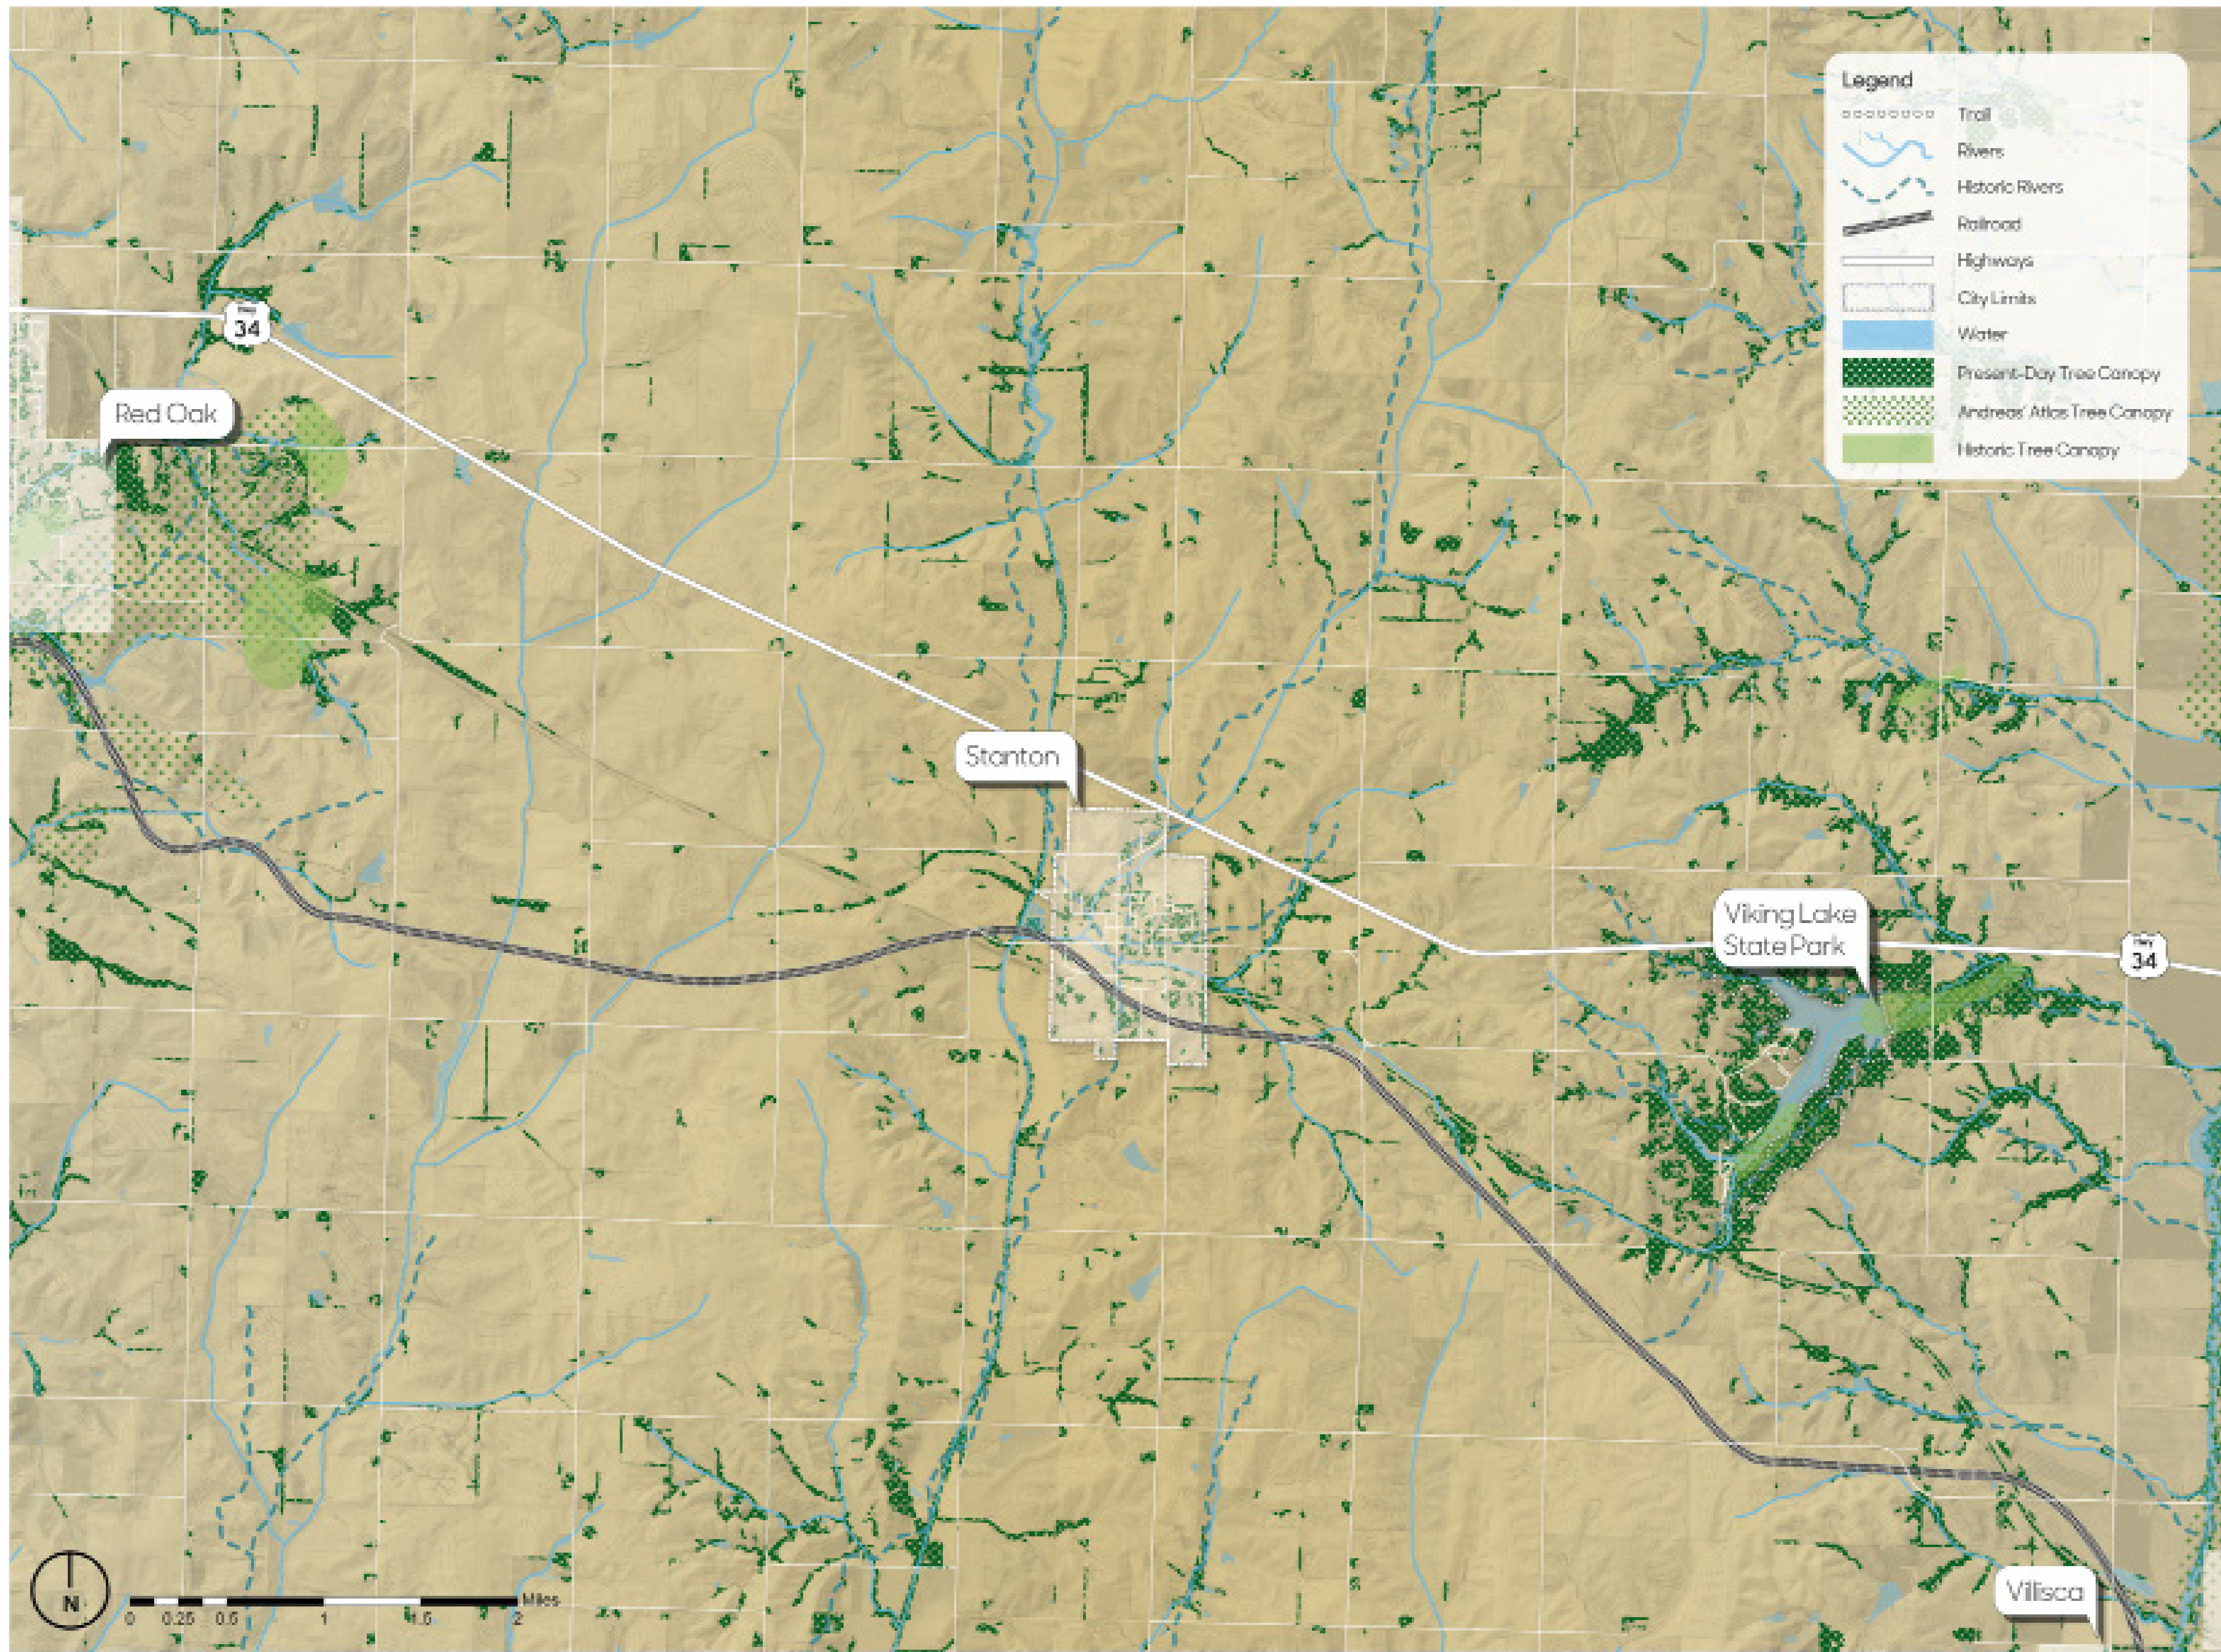 Legend
Trail
Rivers
Historic Rivers
Railroad
Highways
City Limits
Water
Present-Day Tree Canopy
Andreas' Atlas Tree Canopy
Historic Tree Canopy
Hwy
34
Red Oak
Stanton
Viking Lake
State Park
Hwy
34
Villisca
N
0 0.25 0.5 1 1.5 2 Miles